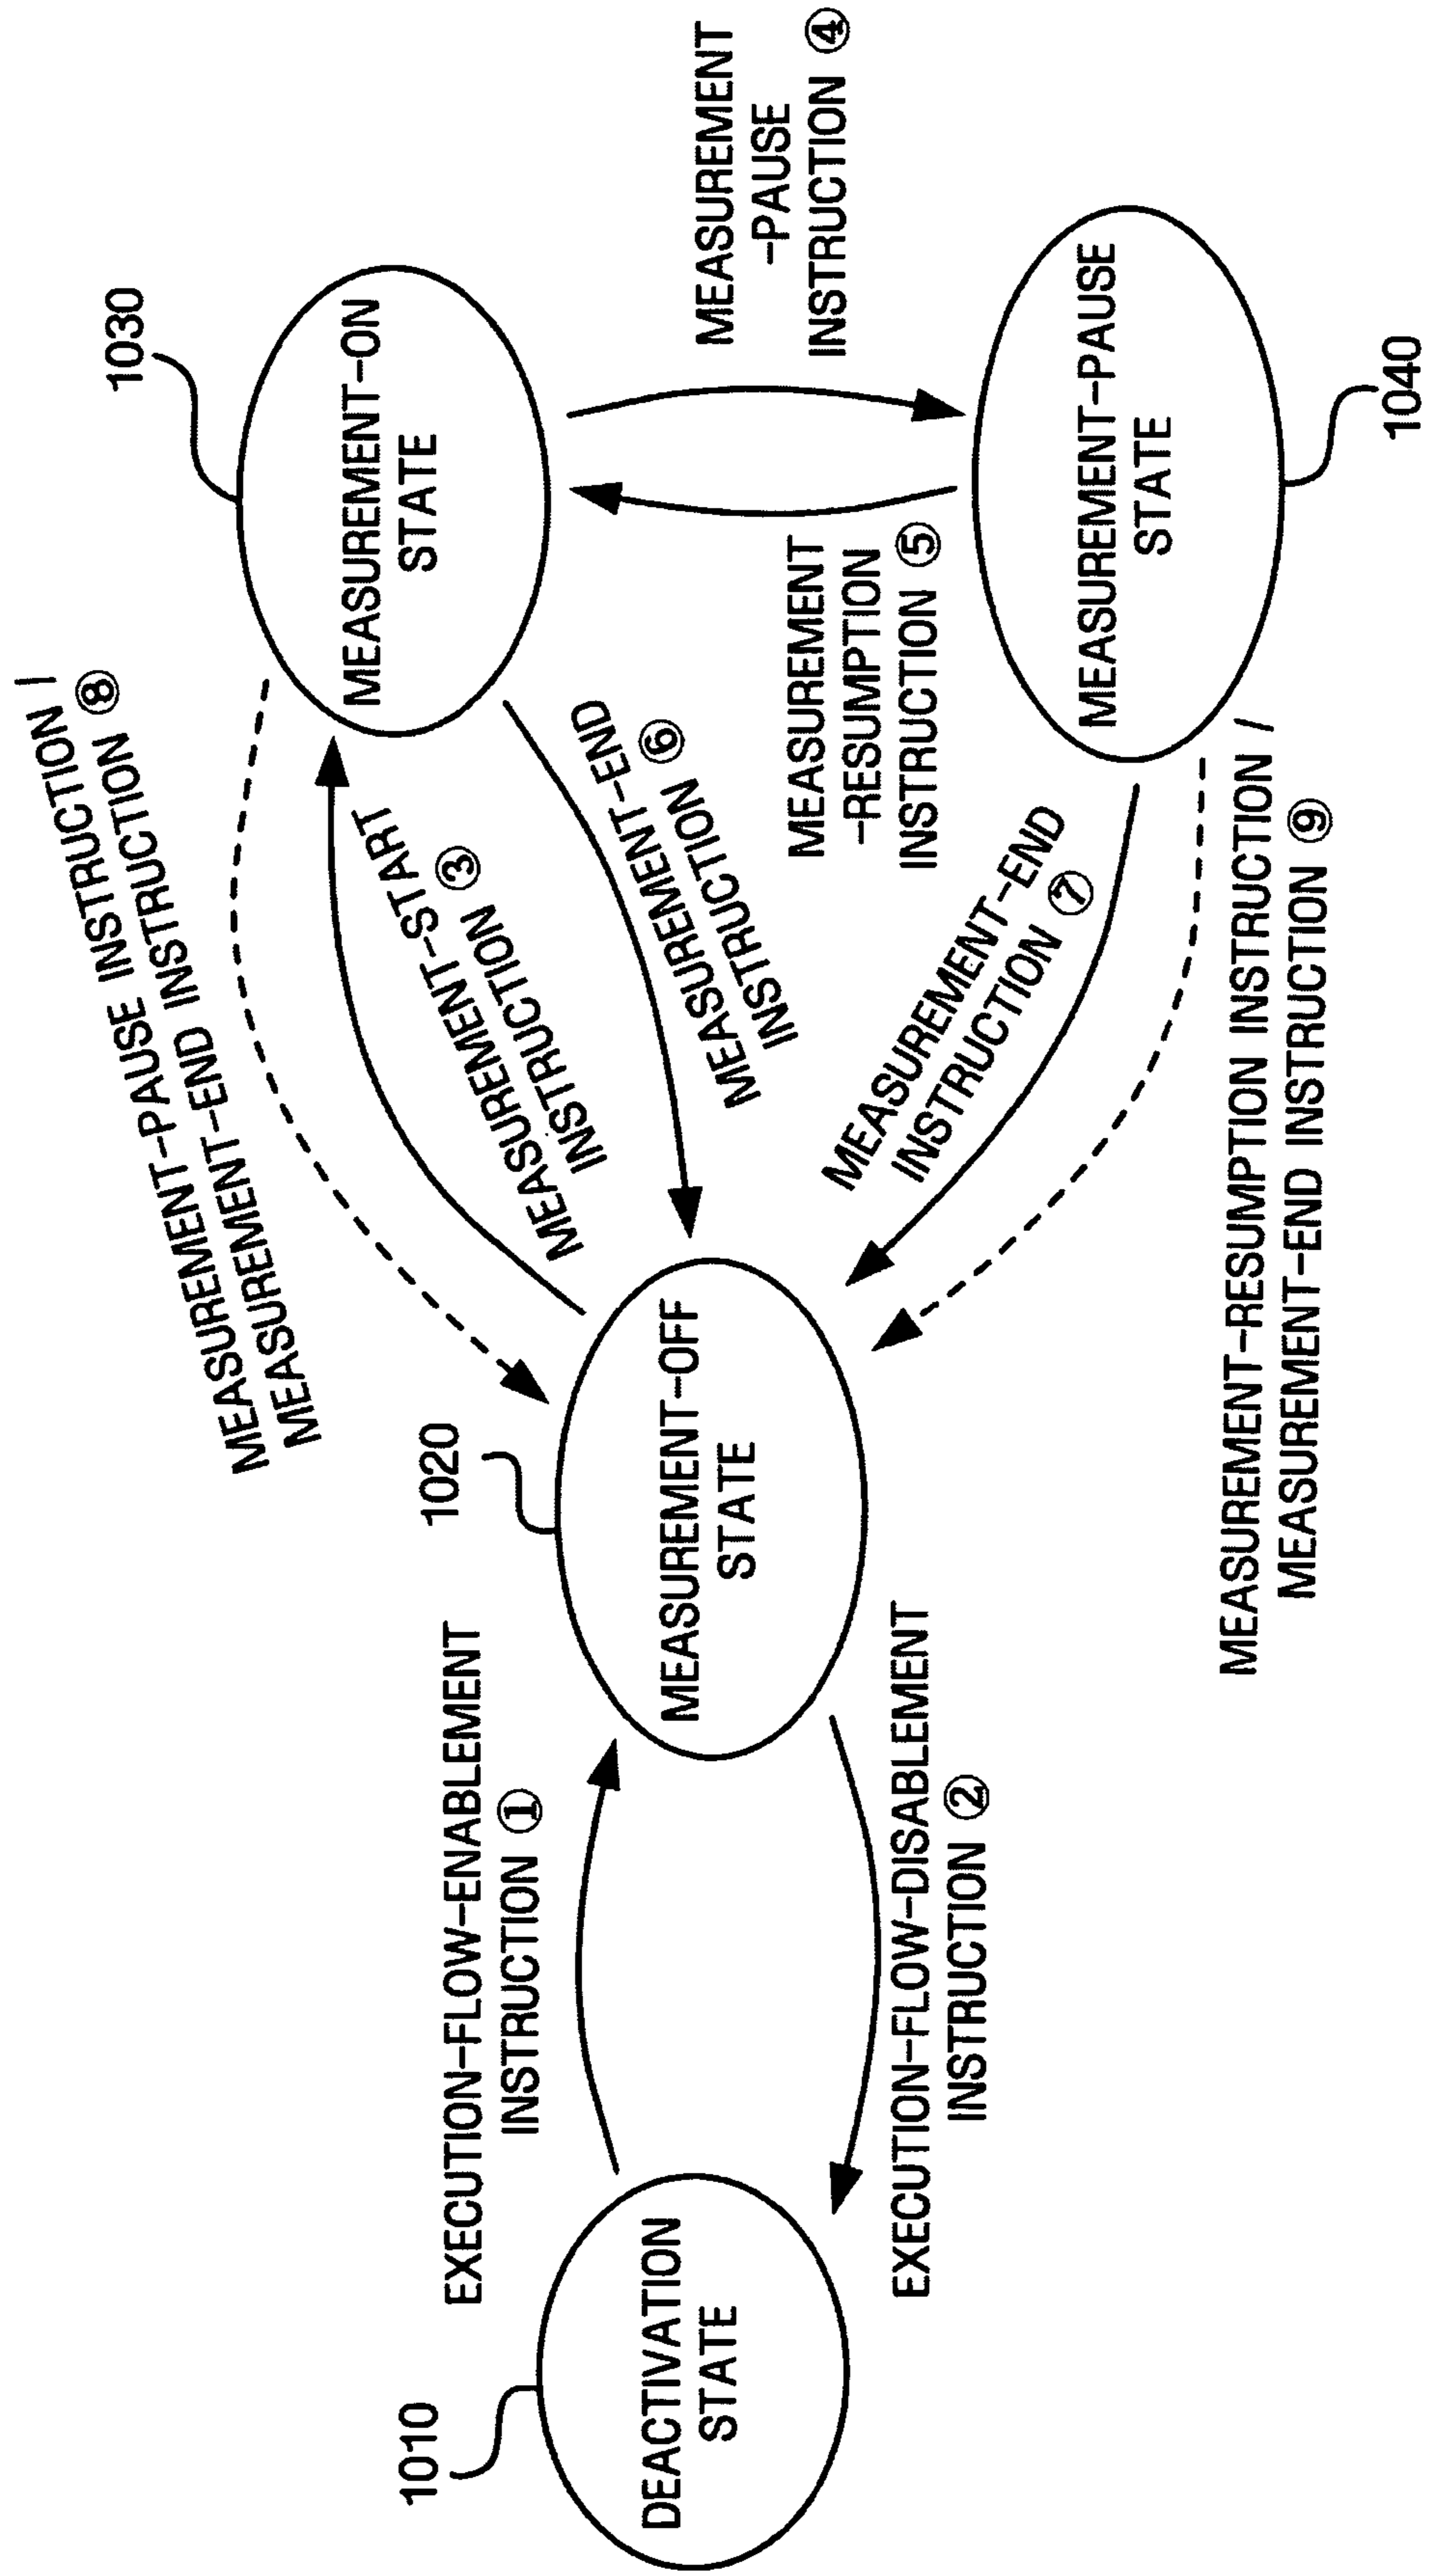 1010
DEACTIVATION
STATE
EXECUTION-FLOW-ENABLEMENT
INSTRUCTION ①
EXECUTION-FLOW-DISABLEMENT
INSTRUCTION ②
1020
MEASUREMENT-OFF
STATE
MEASUREMENT-PAUSE INSTRUCTION /
MEASUREMENT-END INSTRUCTION ⑧
MEASUREMENT-START
INSTRUCTION ③
MEASUREMENT-END
INSTRUCTION ⑥
MEASUREMENT-END
INSTRUCTION ⑦
MEASUREMENT-RESUMPTION INSTRUCTION /
MEASUREMENT-END INSTRUCTION ⑨
1030
MEASUREMENT-ON
STATE
MEASUREMENT
-RESUMPTION
INSTRUCTION ⑤
MEASUREMENT
-PAUSE
INSTRUCTION ④
MEASUREMENT-PAUSE
STATE
1040